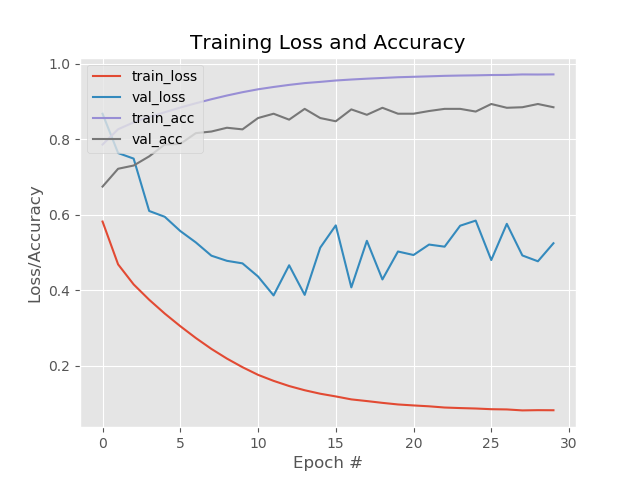 Training Loss and Accuracy
1.0
0.8
0.6
0.4
0.2
Loss/Accuracy
train_loss
val_loss
train_acc
val_acc
0 5 10 15 20 25 30
Epoch #